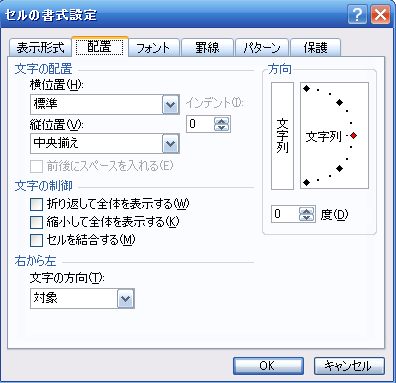 セルの書式設定
表示形式 配置 フォント 罫線 パターン 保護
文字の配置
横位置(H):
標準
インデント(I):
縦位置(V):
0
中央揃え
前後にスペースを入れる(E)
文字の制御
折り返して全体を表示する(W)
縮小して全体を表示する(K)
セルを結合する(M)
右から左
文字の方向(T):
対象
方向
文字列
文字列
0 度(D)
OK キャンセル